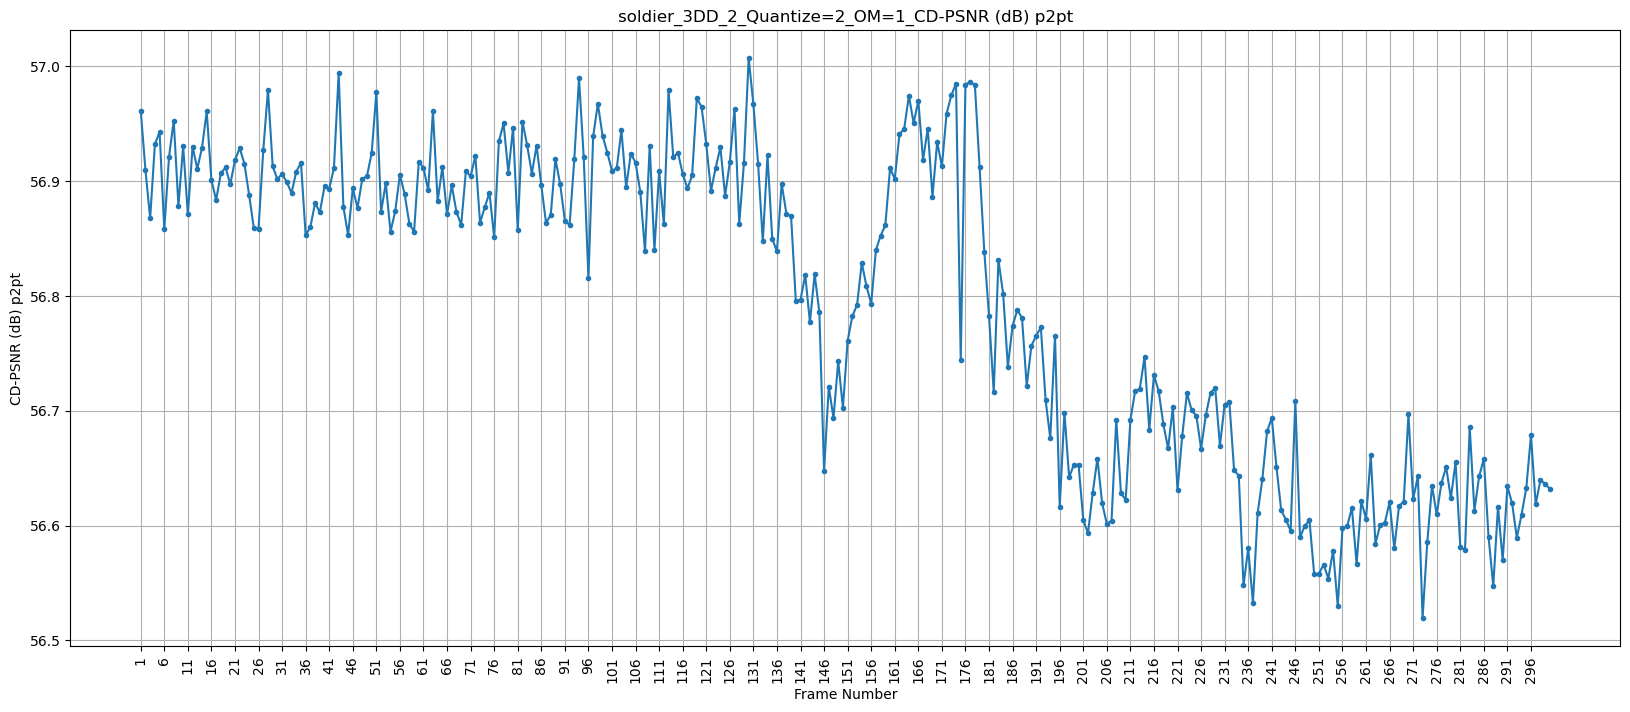 soldier_3DD_2_Quantize=2_OM=1_CD-PSNR (dB) p2pt
CD-PSNR (dB) p2pt
57.0
56.9
56.8
56.7
56.6
56.5
1 6 11 16 21 26 31 36 41 46 51 56 61 66 71 76 81 86 91 96 101 106 111 116 121 126 131 136 141 146 151 156 161 166 171 176 181 186 191 196 201 206 211 216 221 226 231 236 241 246 251 256 261 266 271 276 281 286 291 296
Frame Number